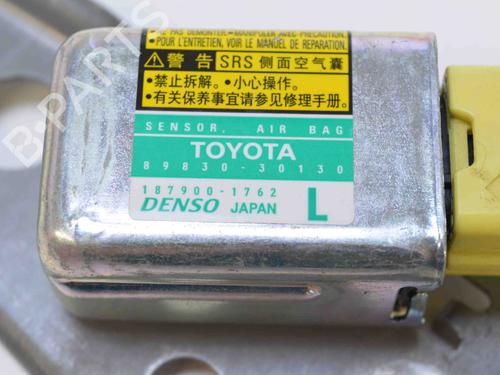 NE PAS DEMONTER-MANIPULER AVEC PRECAUTION.
•POUR L'ENTRETIEN, VOIR LE MANUEL DE REPARATION.
警告 SRS 侧面空气囊
•禁止拆解。•小心操作。
•有关保养事宜请参见修理手册.
SENSOR, AIR BAG
TOYOTA
89830-30130
187900-1762
DENSO JAPAN L
B-PARTS